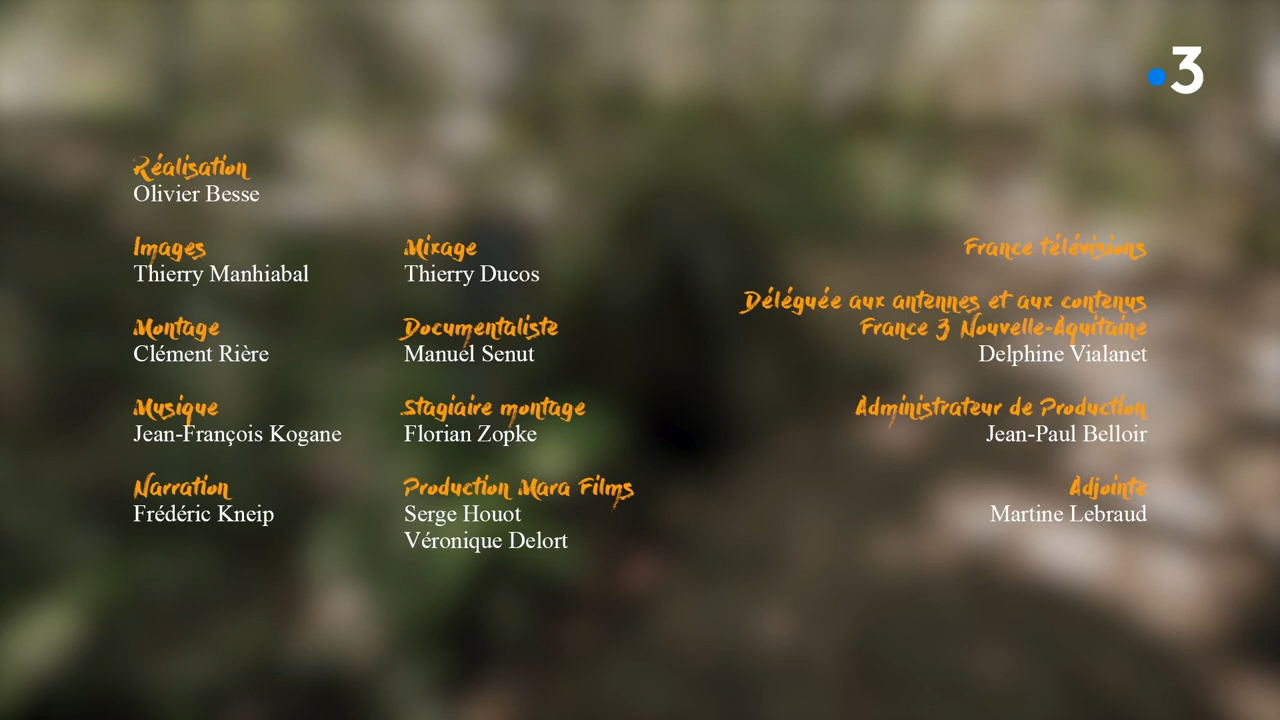 3
Réalisation
Olivier Besse
Images
Thierry Manhiabal
Montage
Clément Rière
Musique
Jean-François Kogane
Narration
Frédéric Kneip
Mixage
Thierry Ducos
Documentaliste
Manuel Senut
Stagiaire montage
Florian Zopke
Production Mara Films
Serge Houot
Véronique Delort
France télévisions
Déléguée aux antennes et aux contenus
France 3 Nouvelle-Aquitaine
Delphine Vialanet
Administrateur de Production
Jean-Paul Belloir
Adjointe
Martine Lebraud